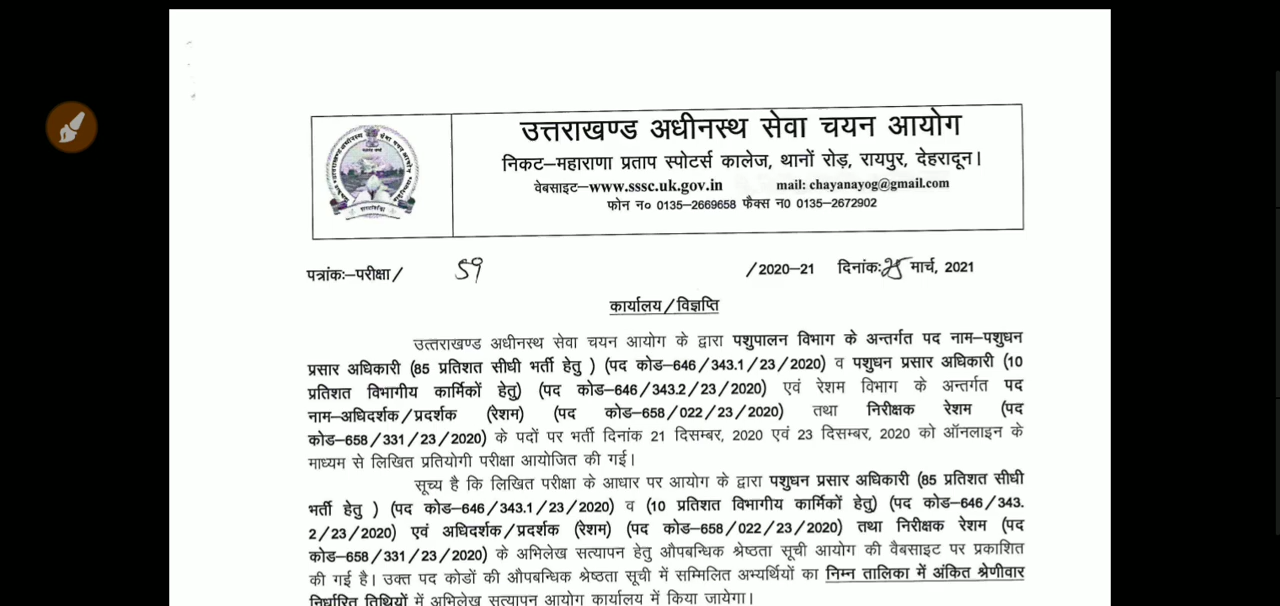 उत्तराखण्ड अधीनस्थ सेवा चयन आयोग
निकट–महाराणा प्रताप स्पोटर्स कालेज, थानों रोड़, रायपुर, देहरादून।
वेबसाइट–www.sssc.uk.gov.in mail: chayanayog@gmail.com
फोन न० 0135–2669658 फैक्स न0 0135–2672902
पत्रांकः–परीक्षा/ 59 /2020–21 दिनांकः 25 मार्च, 2021
कार्यालय/विज्ञप्ति
उत्तराखण्ड अधीनस्थ सेवा चयन आयोग के द्वारा पशुपालन विभाग के अन्तर्गत पद नाम–पशुधन
प्रसार अधिकारी (85 प्रतिशत सीधी भर्ती हेतु ) (पद कोड–646/343.1/23/2020) व पशुधन प्रसार अधिकारी (10
प्रतिशत विभागीय कार्मिकों हेतु) (पद कोड–646/343.2/23/2020) एवं रेशम विभाग के अन्तर्गत पद
नाम–अधिदर्शक/प्रदर्शक (रेशम) (पद कोड–658/022/23/2020) तथा निरीक्षक रेशम (पद
कोड–658/331/23/2020) के पदों पर भर्ती दिनांक 21 दिसम्बर, 2020 एवं 23 दिसम्बर, 2020 को ऑनलाइन के
माध्यम से लिखित प्रतियोगी परीक्षा आयोजित की गई।
सूच्य है कि लिखित परीक्षा के आधार पर आयोग के द्वारा पशुधन प्रसार अधिकारी (85 प्रतिशत सीधी
भर्ती हेतु ) (पद कोड–646/343.1/23/2020) व (10 प्रतिशत विभागीय कार्मिकों हेतु) (पद कोड–646/343.
2/23/2020) एवं अधिदर्शक/प्रदर्शक (रेशम) (पद कोड–658/022/23/2020) तथा निरीक्षक रेशम (पद
कोड–658/331/23/2020) के अभिलेख सत्यापन हेतु औपबन्धिक श्रेष्ठता सूची आयोग की वैबसाइट पर प्रकाशित
की गई है। उक्त पद कोडों की औपबन्धिक श्रेष्ठता सूची में सम्मिलित अभ्यर्थियों का निम्न तालिका में अंकित श्रेणीवार
निर्धारित तिथियों में अभिलेख सत्यापन आयोग कार्यालय में किया जायेगा।